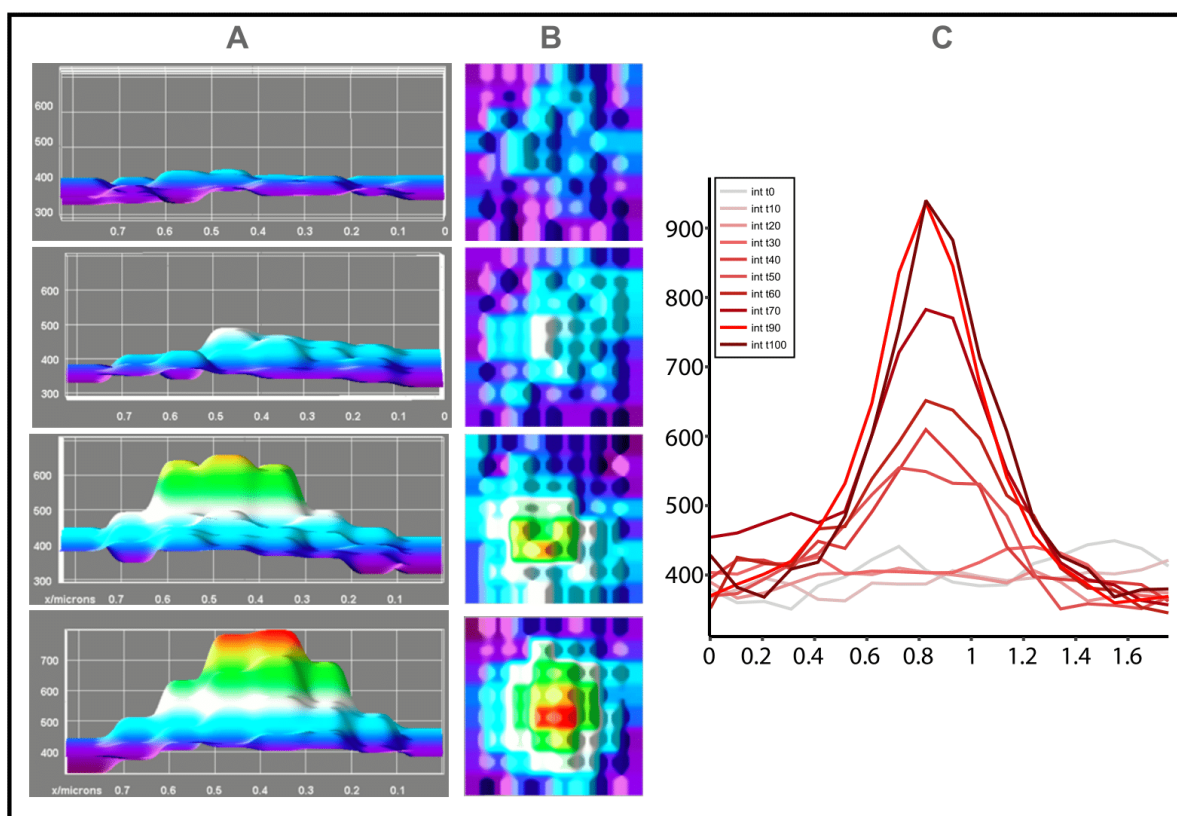 A
B
C
600
500
400
300
0.7 0.6 0.5 0.4 0.3 0.2 0.1 0
600
500
400
300
0.7 0.6 0.5 0.4 0.3 0.2 0.1 0
600
500
400
300
x/microns 0.7 0.6 0.5 0.4 0.3 0.2 0.1
700
600
500
400
x/microns 0.7 0.6 0.5 0.4 0.3 0.2 0.1
int t0
int t10
int t20
int t30
int t40
int t50
int t60
int t70
int t90
int t100
900
800
700
600
500
400
0 0.2 0.4 0.6 0.8 1 1.2 1.4 1.6